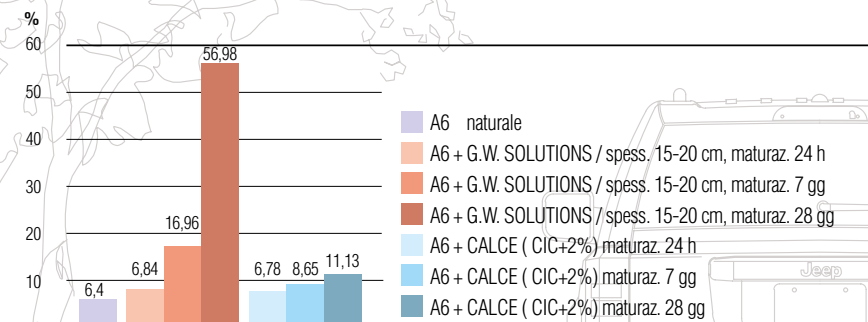 %
60
56,98
50
40
30
20
16,96
10
6,4
6,84
6,78
8,65
11,13
A6 naturale
A6 + G.W. SOLUTIONS / spess. 15-20 cm, maturaz. 24 h
A6 + G.W. SOLUTIONS / spess. 15-20 cm, maturaz. 7 gg
A6 + G.W. SOLUTIONS / spess. 15-20 cm, maturaz. 28 gg
A6 + CALCE ( CIC+2%) maturaz. 24 h
A6 + CALCE ( CIC+2%) maturaz. 7 gg
A6 + CALCE ( CIC+2%) maturaz. 28 gg
Jeep